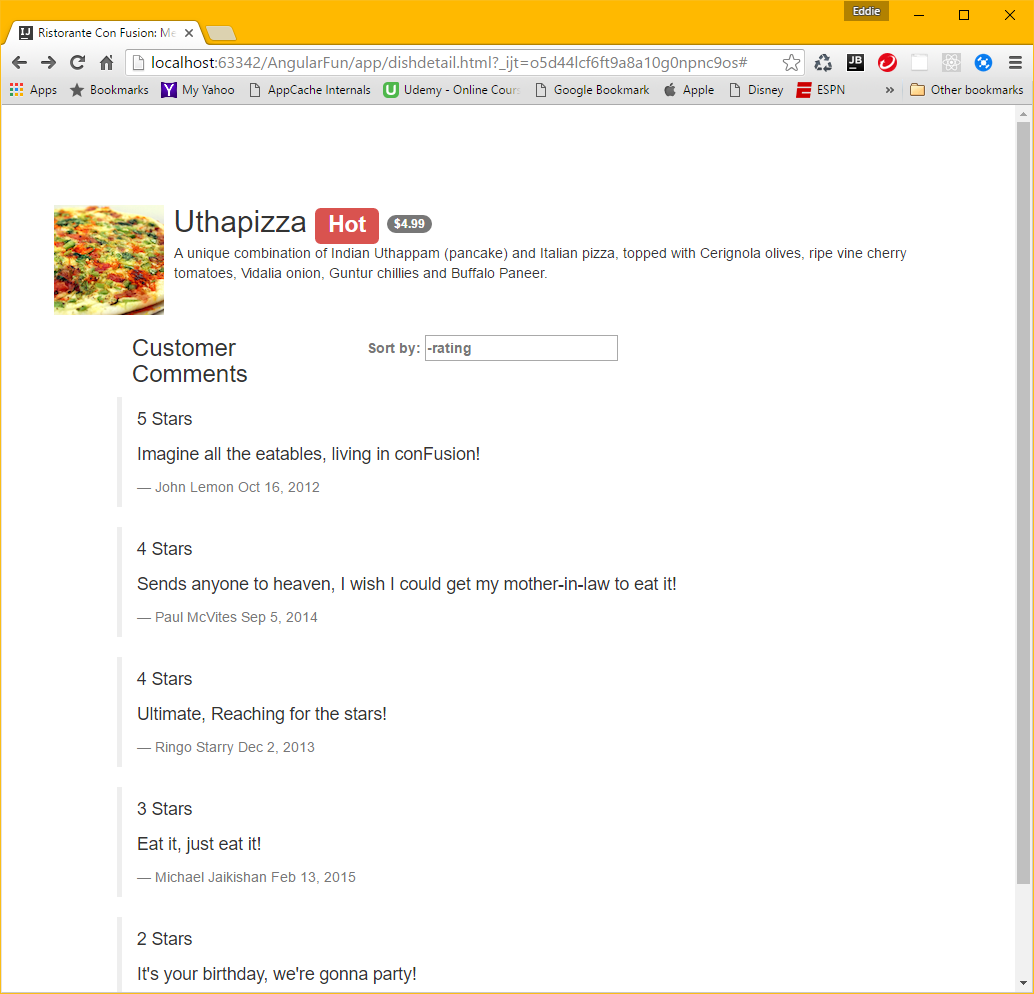 Eddie
IJ Ristorante Con Fusion: Me
localhost:63342/AngularFun/app/dishdetail.html?_ijt=o5d44lcf6ft9a8a10g0npnc9os#
JB
Apps Bookmarks Y My Yahoo AppCache Internals U Udemy - Online Cours Google Bookmark Apple Disney E ESPN » Other bookmarks
Uthapizza Hot $4.99
A unique combination of Indian Uthappam (pancake) and Italian pizza, topped with Cerignola olives, ripe vine cherry
tomatoes, Vidalia onion, Guntur chillies and Buffalo Paneer.
Customer
Comments
Sort by: -rating
5 Stars
Imagine all the eatables, living in conFusion!
— John Lemon Oct 16, 2012
4 Stars
Sends anyone to heaven, I wish I could get my mother-in-law to eat it!
— Paul McVites Sep 5, 2014
4 Stars
Ultimate, Reaching for the stars!
— Ringo Starry Dec 2, 2013
3 Stars
Eat it, just eat it!
— Michael Jaikishan Feb 13, 2015
2 Stars
It's your birthday, we're gonna party!